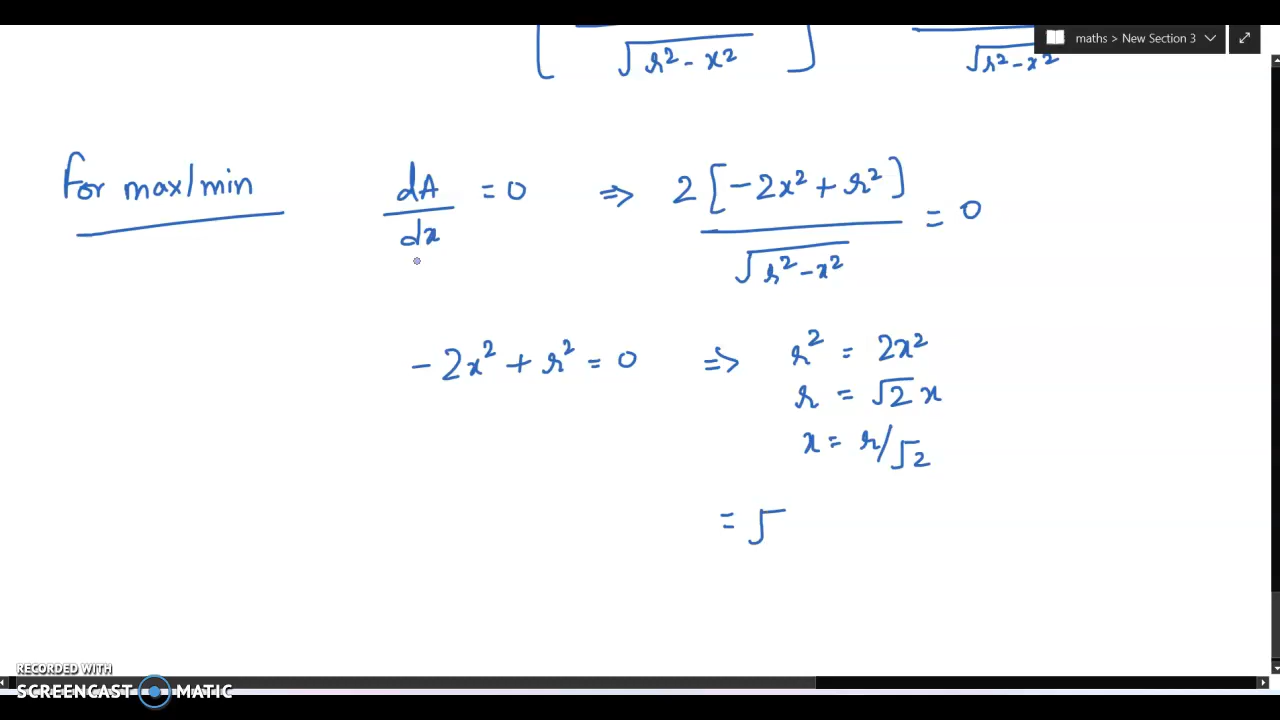 √r² - x²
√r² - x²
maths > New Section 3
For max/min dA/dx = 0 ⇒ 2[-2x² + r²]/√r² - x² = 0
-2x² + r² = 0 ⇒ r² = 2x²
r = √2 x
x = r/√2
= √
RECORDED WITH
SCREENCAST MATIC